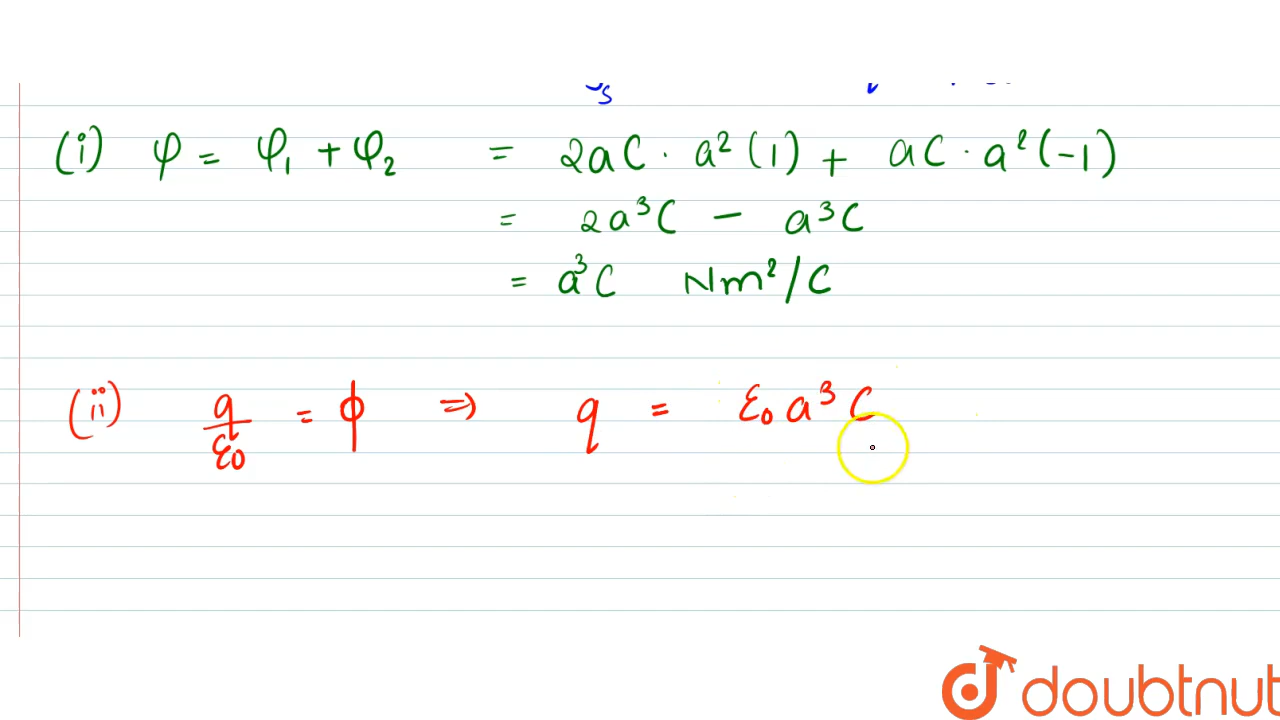 (i) φ = φ₁ + φ₂ = 2aC · a²(1) + aC · a²(-1)
= 2a³C - a³C
= a³C Nm²/C
(ii) q/ε₀ = ϕ ⇒ q = ε₀a³C
doubtnut